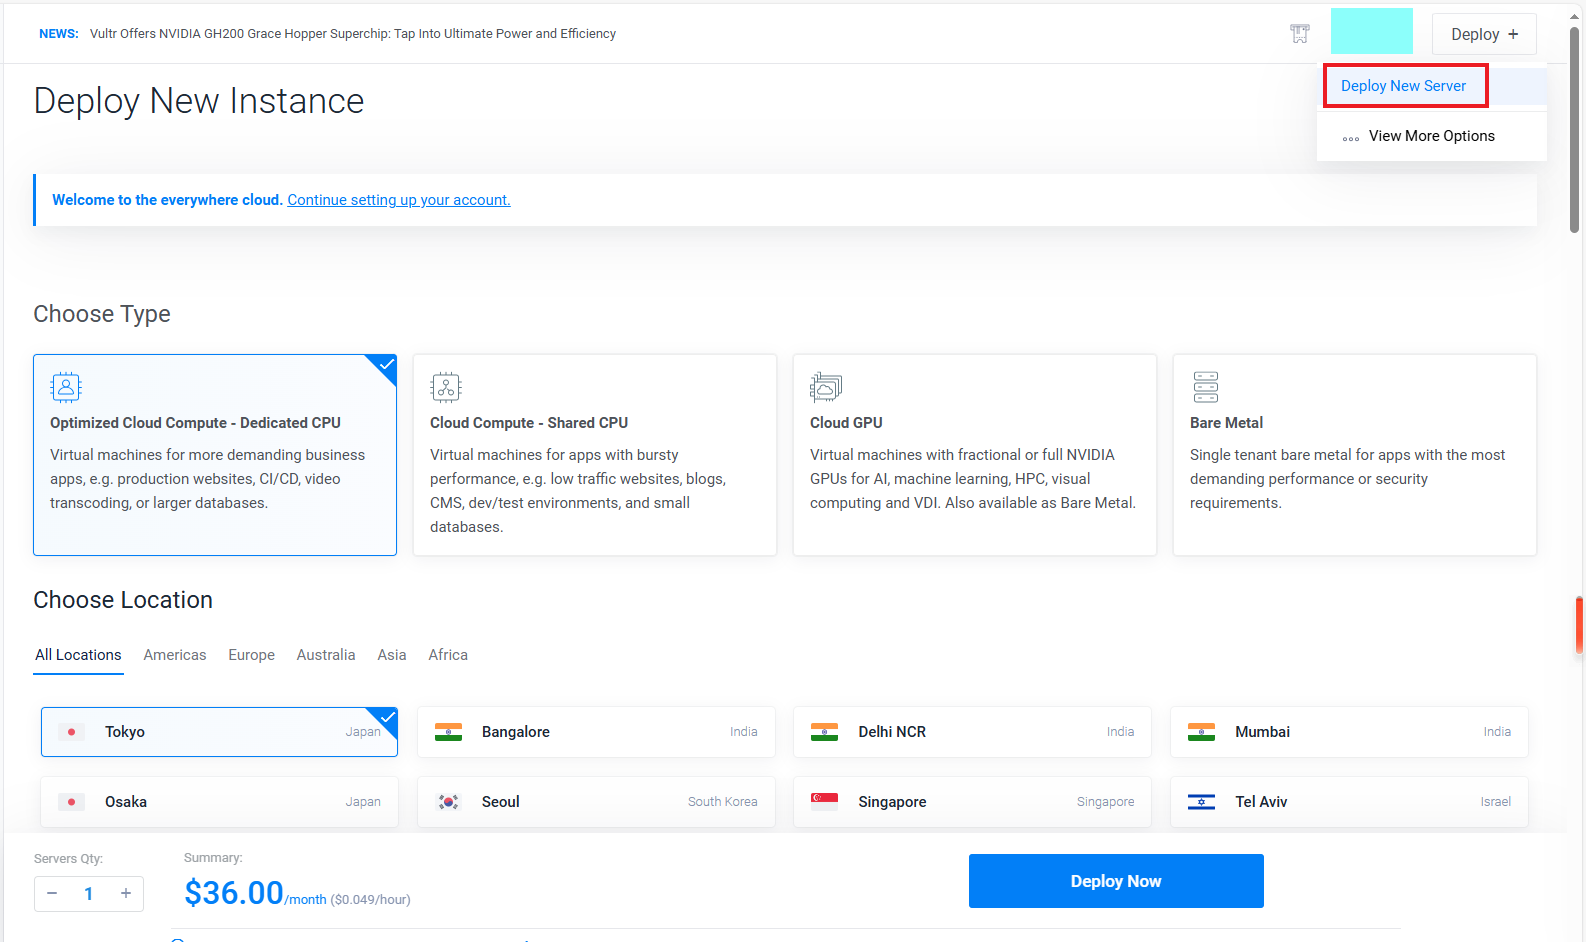 NEWS: Vultr Offers NVIDIA GH200 Grace Hopper Superchip: Tap Into Ultimate Power and Efficiency
Deploy +
Deploy New Server
View More Options
Deploy New Instance
Welcome to the everywhere cloud. Continue setting up your account.
Choose Type
Optimized Cloud Compute - Dedicated CPU
Virtual machines for more demanding business
apps, e.g. production websites, CI/CD, video
transcoding, or larger databases.
Cloud Compute - Shared CPU
Virtual machines for apps with bursty
performance, e.g. low traffic websites, blogs,
CMS, dev/test environments, and small
databases.
Cloud GPU
Virtual machines with fractional or full NVIDIA
GPUs for AI, machine learning, HPC, visual
computing and VDI. Also available as Bare Metal.
Bare Metal
Single tenant bare metal for apps with the most
demanding performance or security
requirements.
Choose Location
All Locations Americas Europe Australia Asia Africa
Tokyo Japan
Bangalore India
Delhi NCR India
Mumbai India
Osaka Japan
Seoul South Korea
Singapore Singapore
Tel Aviv Israel
Servers Qty:
− 1 +
Summary:
$36.00/month ($0.049/hour)
Deploy Now